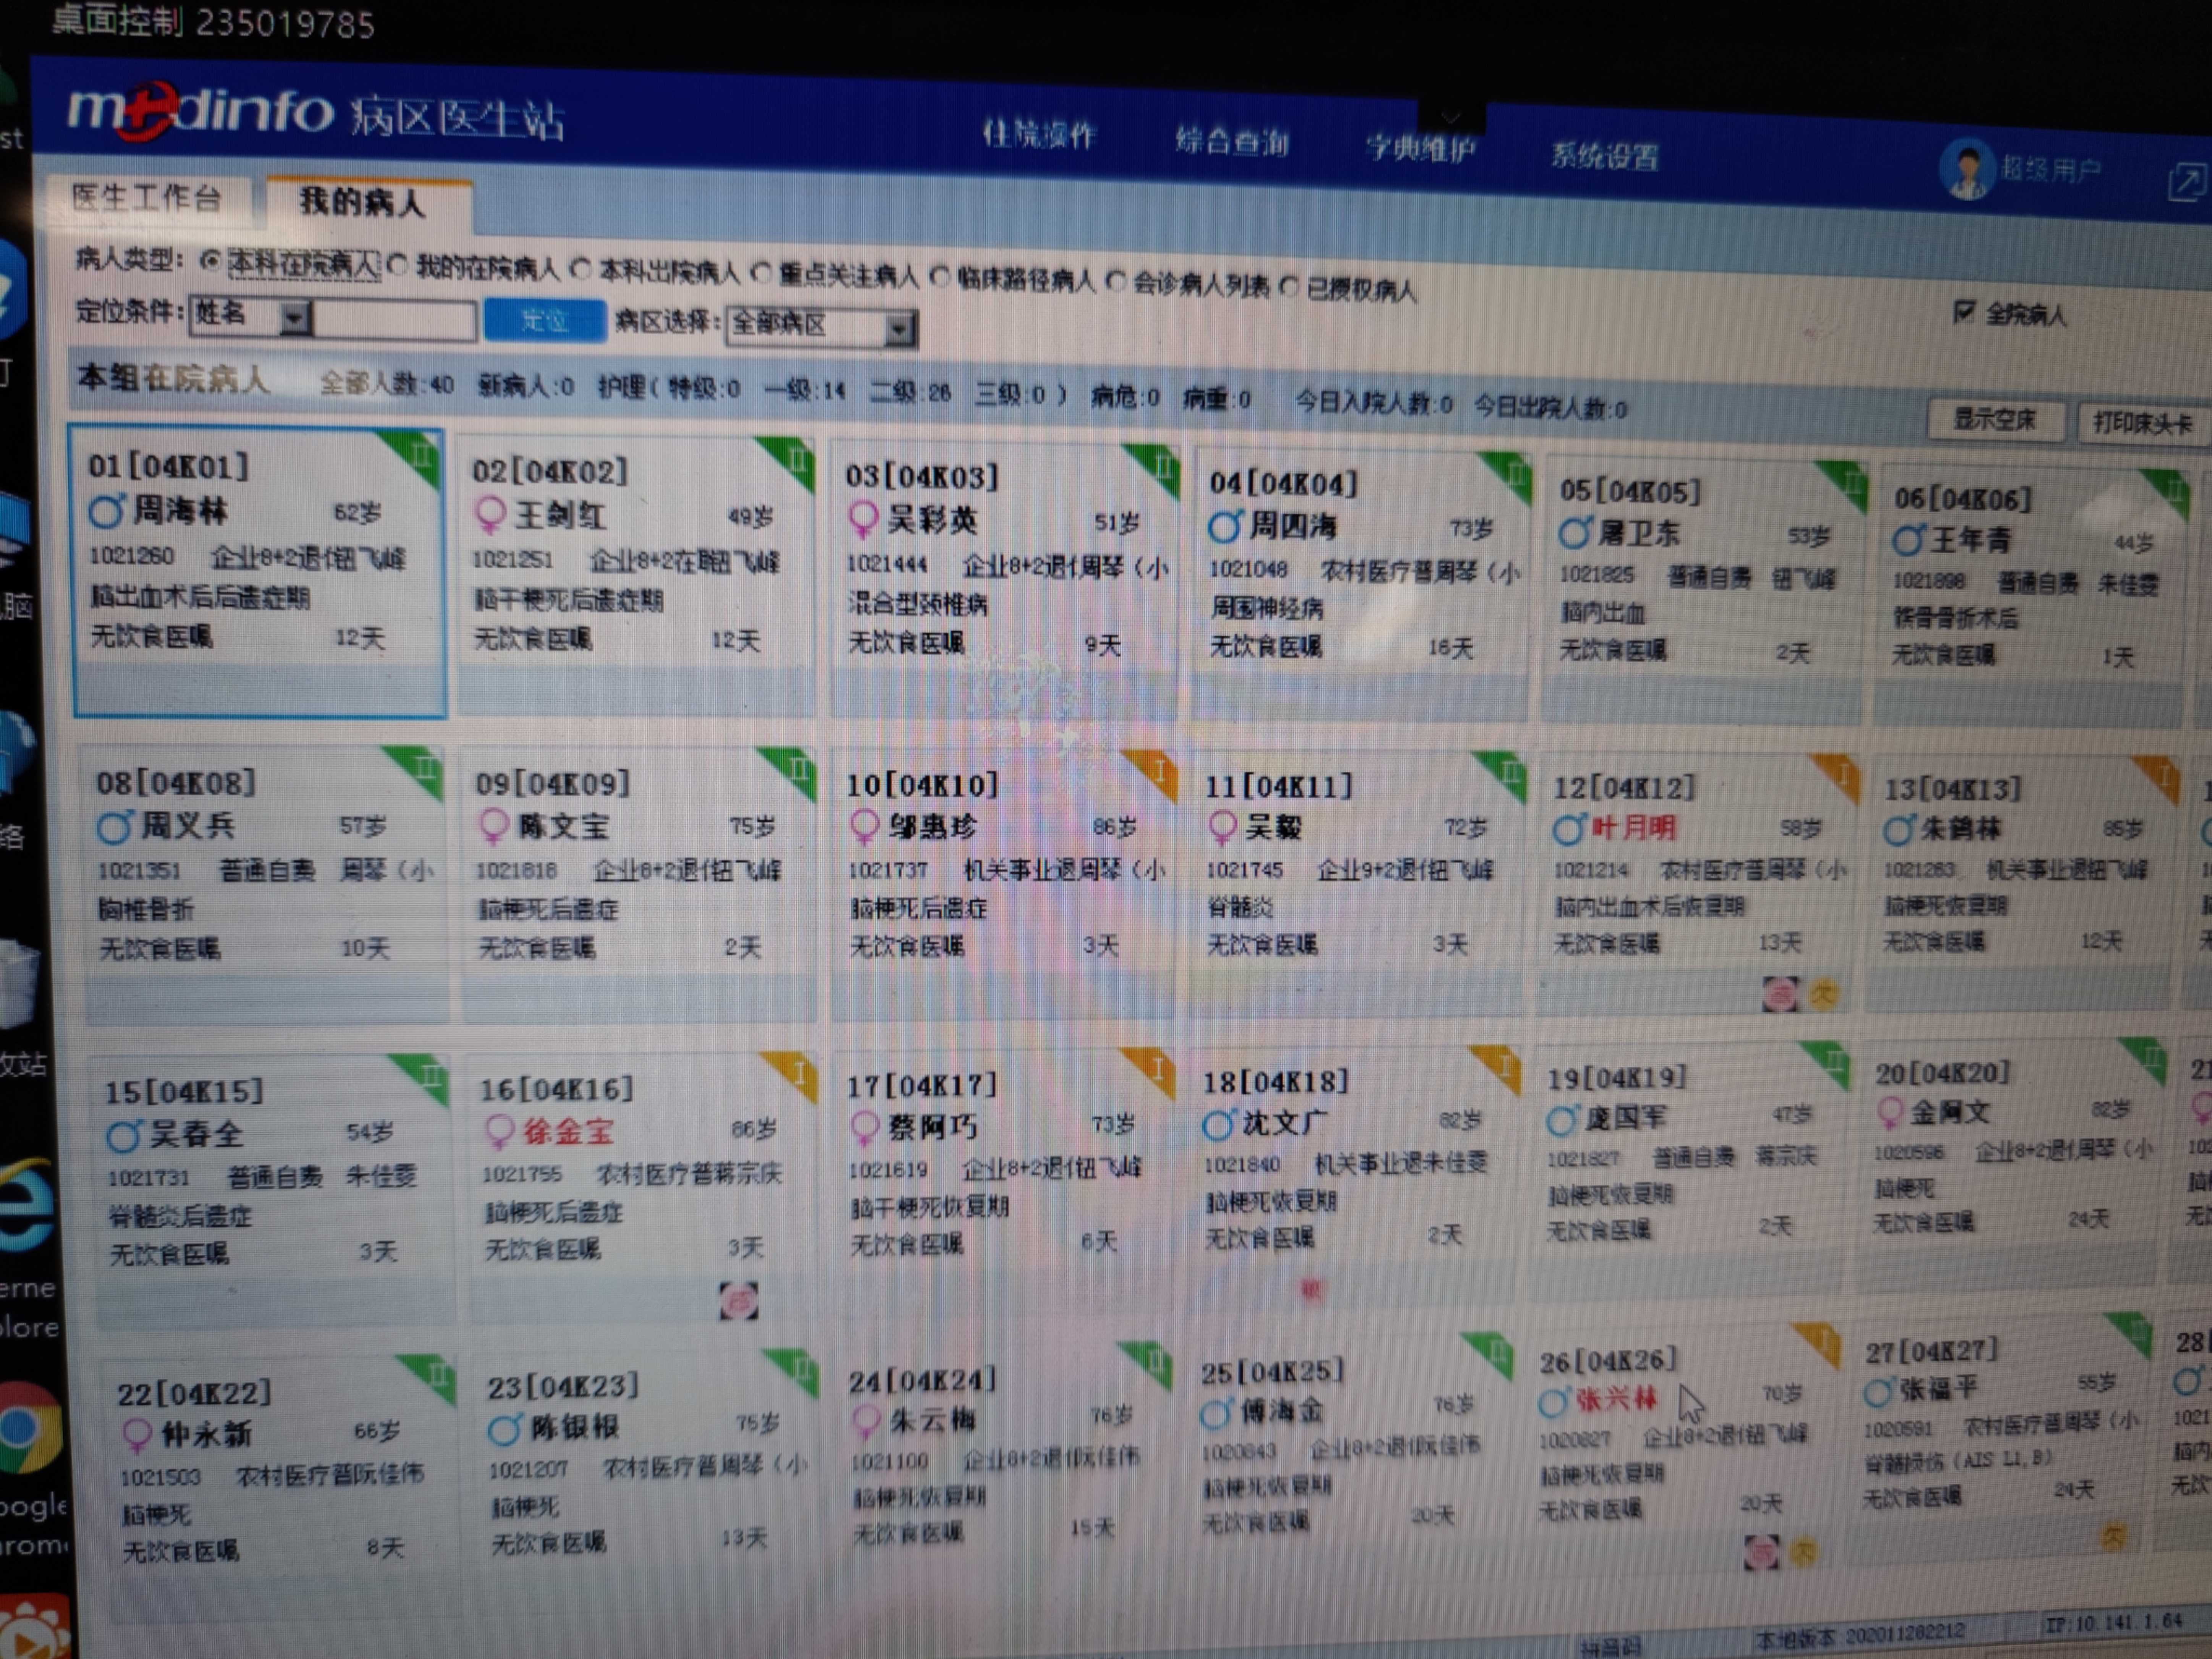 桌面控制 235019785
medinfo 病区医生站 住院操作 综合查询 字典维护 系统设置 超级用户
医生工作台 我的病人
病人类型: 本科在院病人 我的在院病人 本科出院病人 重点关注病人 临床路径病人 会诊病人列表 已授权病人
定位条件: 姓名 定位 病区选择: 全部病区 全院病人
本组在院病人 全部人数:40 新病人:0 护理( 特级:0 一级:14 二级:26 三级:0 ) 病危:0 病重:0 今日入院人数:0 今日出院人数:0
显示空床 打印床头卡
01[04K01] II
周海林 62岁
1021260 企业8+2退 钮飞峰
脑出血术后后遗症期
无饮食医嘱 12天
02[04K02] II
王剑红 49岁
1021251 企业8+2在 钮飞峰
脑干梗死后遗症期
无饮食医嘱 12天
03[04K03] II
吴彩英 51岁
1021444 企业8+2退 周琴（小
混合型颈椎病
无饮食医嘱 9天
04[04K04] II
周四海 73岁
1021048 农村医疗普周琴（小
周围神经病
无饮食医嘱 16天
05[04K05] II
屠卫东 53岁
1021825 普通自费 钮飞峰
脑内出血
无饮食医嘱 2天
06[04K06] II
王年青 44岁
1021898 普通自费 朱佳雯
髌骨骨折术后
无饮食医嘱 1天
08[04K08] II
周义兵 57岁
1021351 普通自费 周琴（小
胸椎骨折
无饮食医嘱 10天
09[04K09] II
陈文宝 75岁
1021818 企业8+2退 钮飞峰
脑梗死后遗症
无饮食医嘱 2天
10[04K10] I
邬惠珍 86岁
1021737 机关事业退周琴（小
脑梗死后遗症
无饮食医嘱 3天
11[04K11] II
吴毅 72岁
1021745 企业9+2退 钮飞峰
脊髓炎
无饮食医嘱 3天
12[04K12] I
叶月明 58岁
1021214 农村医疗普周琴（小
脑内出血术后恢复期
无饮食医嘱 13天
欠
13[04K13] I
朱鹤林 85岁
1021263 机关事业退钮飞峰
脑梗死恢复期
无饮食医嘱 12天
15[04K15] II
吴春全 54岁
1021731 普通自费 朱佳雯
脊髓炎后遗症
无饮食医嘱 3天
16[04K16] I
徐金宝 86岁
1021755 农村医疗普蒋宗庆
脑梗死后遗症
无饮食医嘱 3天
17[04K17] I
蔡阿巧 73岁
1021619 企业8+2退 钮飞峰
脑干梗死恢复期
无饮食医嘱 6天
18[04K18] I
沈文广 82岁
1021840 机关事业退朱佳雯
脑梗死恢复期
无饮食医嘱 2天
19[04K19] II
庞国军 47岁
1021827 普通自费 蒋宗庆
脑梗死恢复期
无饮食医嘱 2天
20[04K20] II
金阿文 82岁
1020596 企业8+2退 周琴（小
脑梗死
无饮食医嘱 24天
22[04K22] II
仲永新 66岁
1021503 农村医疗普阮佳伟
脑梗死
无饮食医嘱 8天
23[04K23] II
陈银根 75岁
1021207 农村医疗普周琴（小
脑梗死
无饮食医嘱 13天
24[04K24] II
朱云梅 76岁
1021100 企业8+2退 阮佳伟
脑梗死恢复期
无饮食医嘱 15天
25[04K25] II
傅海金 76岁
1020843 企业8+2退 阮佳伟
脑梗死恢复期
无饮食医嘱 20天
26[04K26] I
张兴林 70岁
1020827 企业8+2退 钮飞峰
脑梗死恢复期
无饮食医嘱 20天
欠
27[04K27] II
张福平 55岁
1020591 农村医疗普周琴（小
脊髓损伤 (AIS L1,B)
无饮食医嘱 24天
欠
拼音码 本地版本 202011282212 IP:10.141.1.64